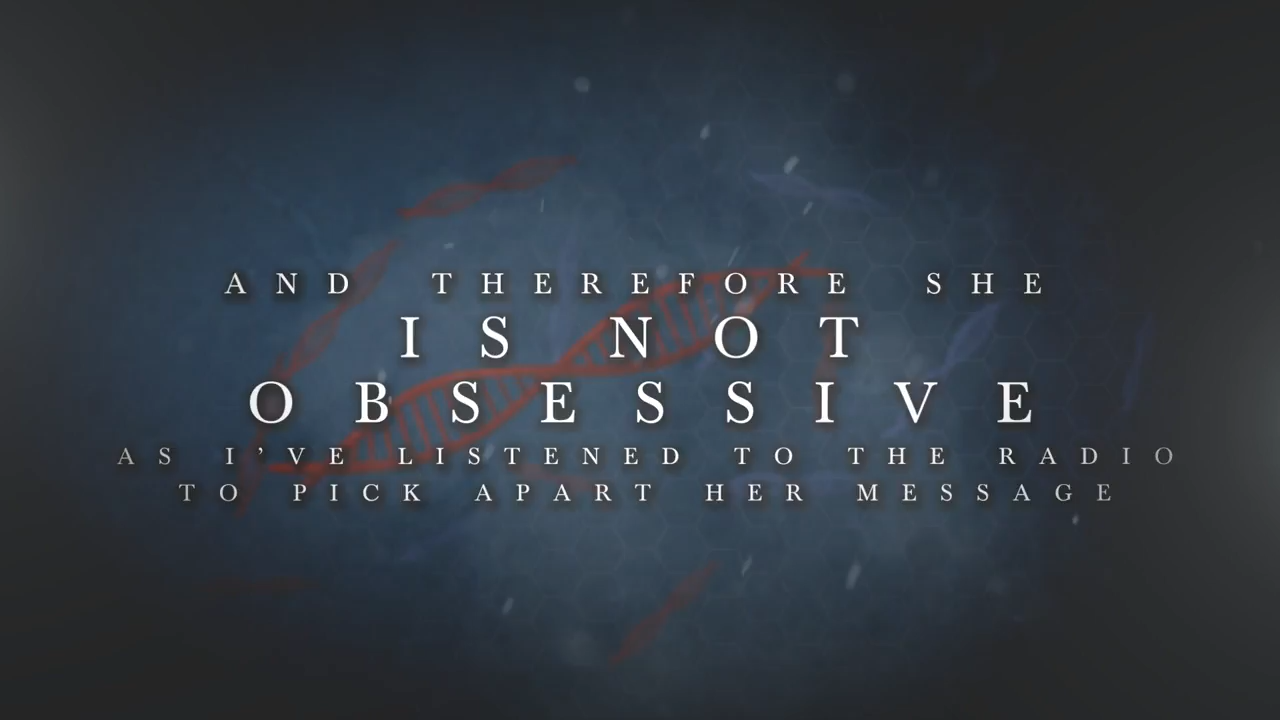 AND THEREFORE SHE
IS NOT
OBSESSIVE
AS I'VE LISTENED TO THE RADIO
TO PICK APART HER MESSAGE